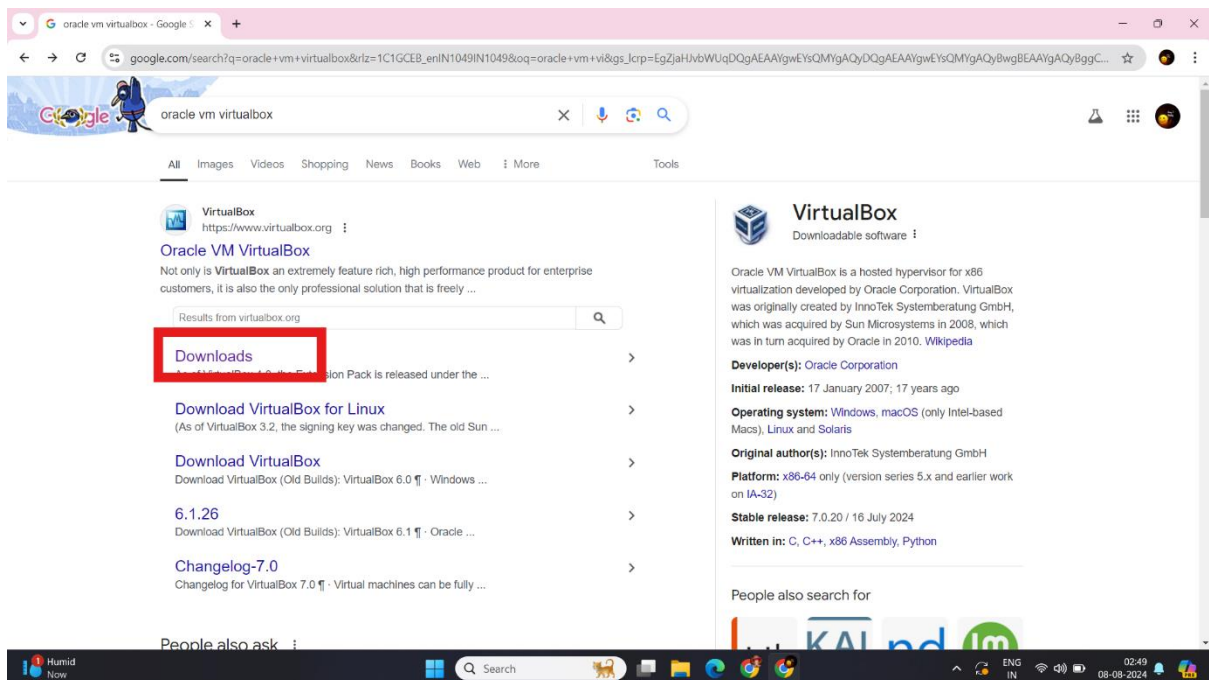 oracle vm virtualbox - Google S
google.com/search?q=oracle+vm+virtualbox&rlz=1C1GCEB_enIN1049IN1049&oq=oracle+vm+vi&gs_lcrp=EgZjaHJvbWUqDQgAEAAYgwEYsQMYgAQyDQgAEAAYgwEYsQMYgAQyBwgBEAAYgAQyBggC...
Google
oracle vm virtualbox
All Images Videos Shopping News Books Web More Tools
VirtualBox
https://www.virtualbox.org
Oracle VM VirtualBox
Not only is VirtualBox an extremely feature rich, high performance product for enterprise
customers, it is also the only professional solution that is freely ...
Results from virtualbox.org
Downloads
sion Pack is released under the ...
Download VirtualBox for Linux
(As of VirtualBox 3.2, the signing key was changed. The old Sun ...
Download VirtualBox
Download VirtualBox (Old Builds): VirtualBox 6.0 ¶ · Windows ...
6.1.26
Download VirtualBox (Old Builds): VirtualBox 6.1 ¶ · Oracle ...
Changelog-7.0
Changelog for VirtualBox 7.0 ¶ · Virtual machines can be fully ...
People also ask
VirtualBox
Downloadable software
Oracle VM VirtualBox is a hosted hypervisor for x86
virtualization developed by Oracle Corporation. VirtualBox
was originally created by InnoTek Systemberatung GmbH,
which was acquired by Sun Microsystems in 2008, which
was in turn acquired by Oracle in 2010. Wikipedia
Developer(s): Oracle Corporation
Initial release: 17 January 2007; 17 years ago
Operating system: Windows, macOS (only Intel-based
Macs), Linux and Solaris
Original author(s): InnoTek Systemberatung GmbH
Platform: x86-64 only (version series 5.x and earlier work
on IA-32)
Stable release: 7.0.20 / 16 July 2024
Written in: C, C++, x86 Assembly, Python
People also search for
KALI
1
Humid
Now
Search
ENG
IN
02:49
08-08-2024